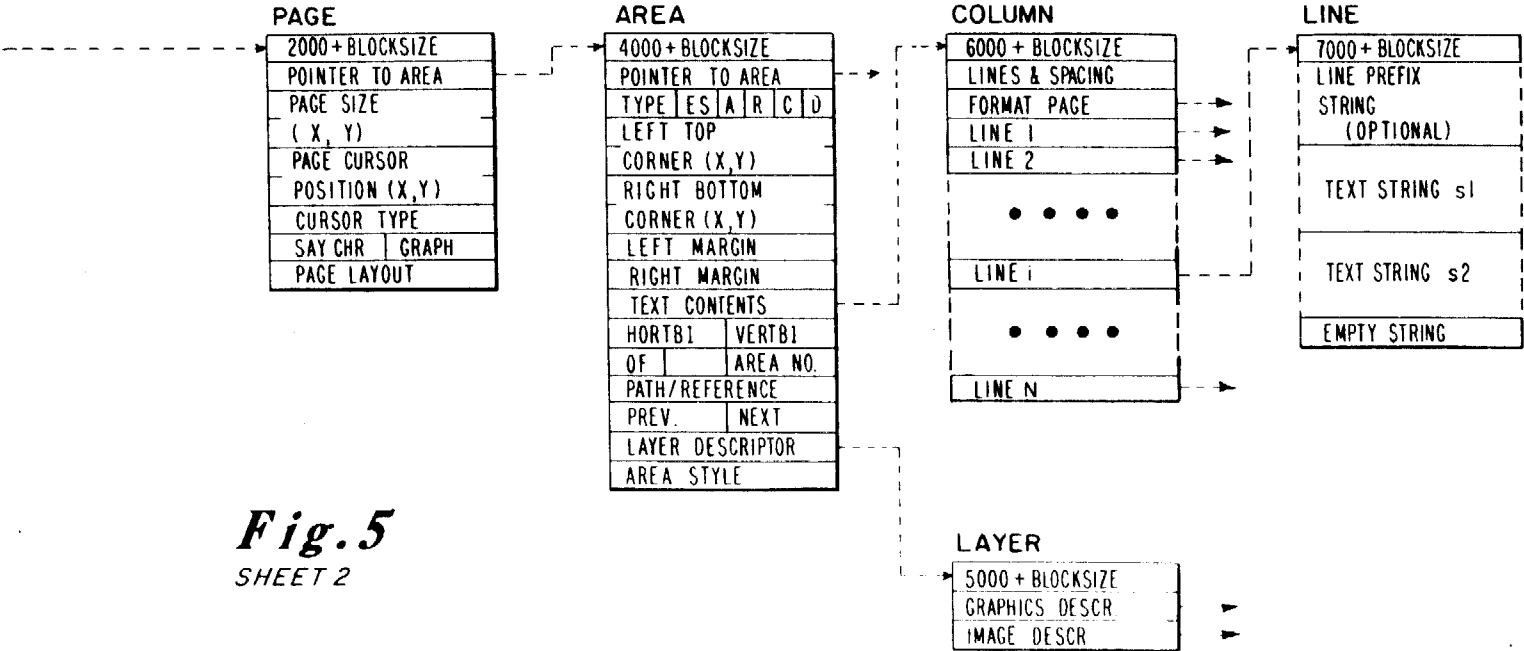 PAGE
2000+BLOCKSIZE
POINTER TO AREA
PAGE SIZE
(X, Y)
PAGE CURSOR
POSITION (X,Y)
CURSOR TYPE
SAY CHR GRAPH
PAGE LAYOUT
AREA
4000+BLOCKSIZE
POINTER TO AREA
TYPE ES A R C D
LEFT TOP
CORNER (X,Y)
RIGHT BOTTOM
CORNER (X,Y)
LEFT MARGIN
RIGHT MARGIN
TEXT CONTENTS
HORTB1 VERTB1
OF AREA NO.
PATH/REFERENCE
PREV. NEXT
LAYER DESCRIPTOR
AREA STYLE
COLUMN
6000+ BLOCKSIZE
LINES & SPACING
FORMAT PAGE
LINE 1
LINE 2
LINE i
LINE N
LINE
7000+BLOCKSIZE
LINE PREFIX
STRING
(OPTIONAL)
TEXT STRING s1
TEXT STRING s2
EMPTY STRING
LAYER
5000+ BLOCKSIZE
GRAPHICS DESCR
IMAGE DESCR
Fig. 5
SHEET 2